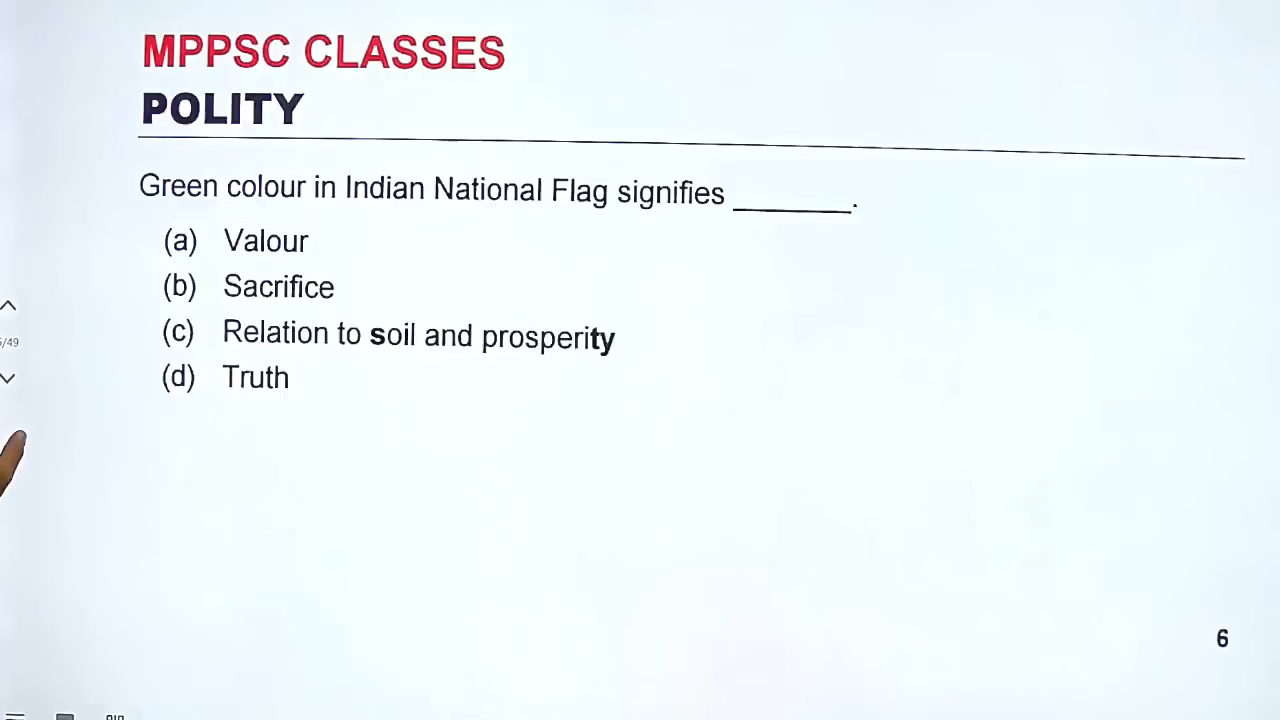 MPPSC CLASSES
POLITY
Green colour in Indian National Flag signifies ________.
(a) Valour
(b) Sacrifice
(c) Relation to soil and prosperity
(d) Truth
/49
6